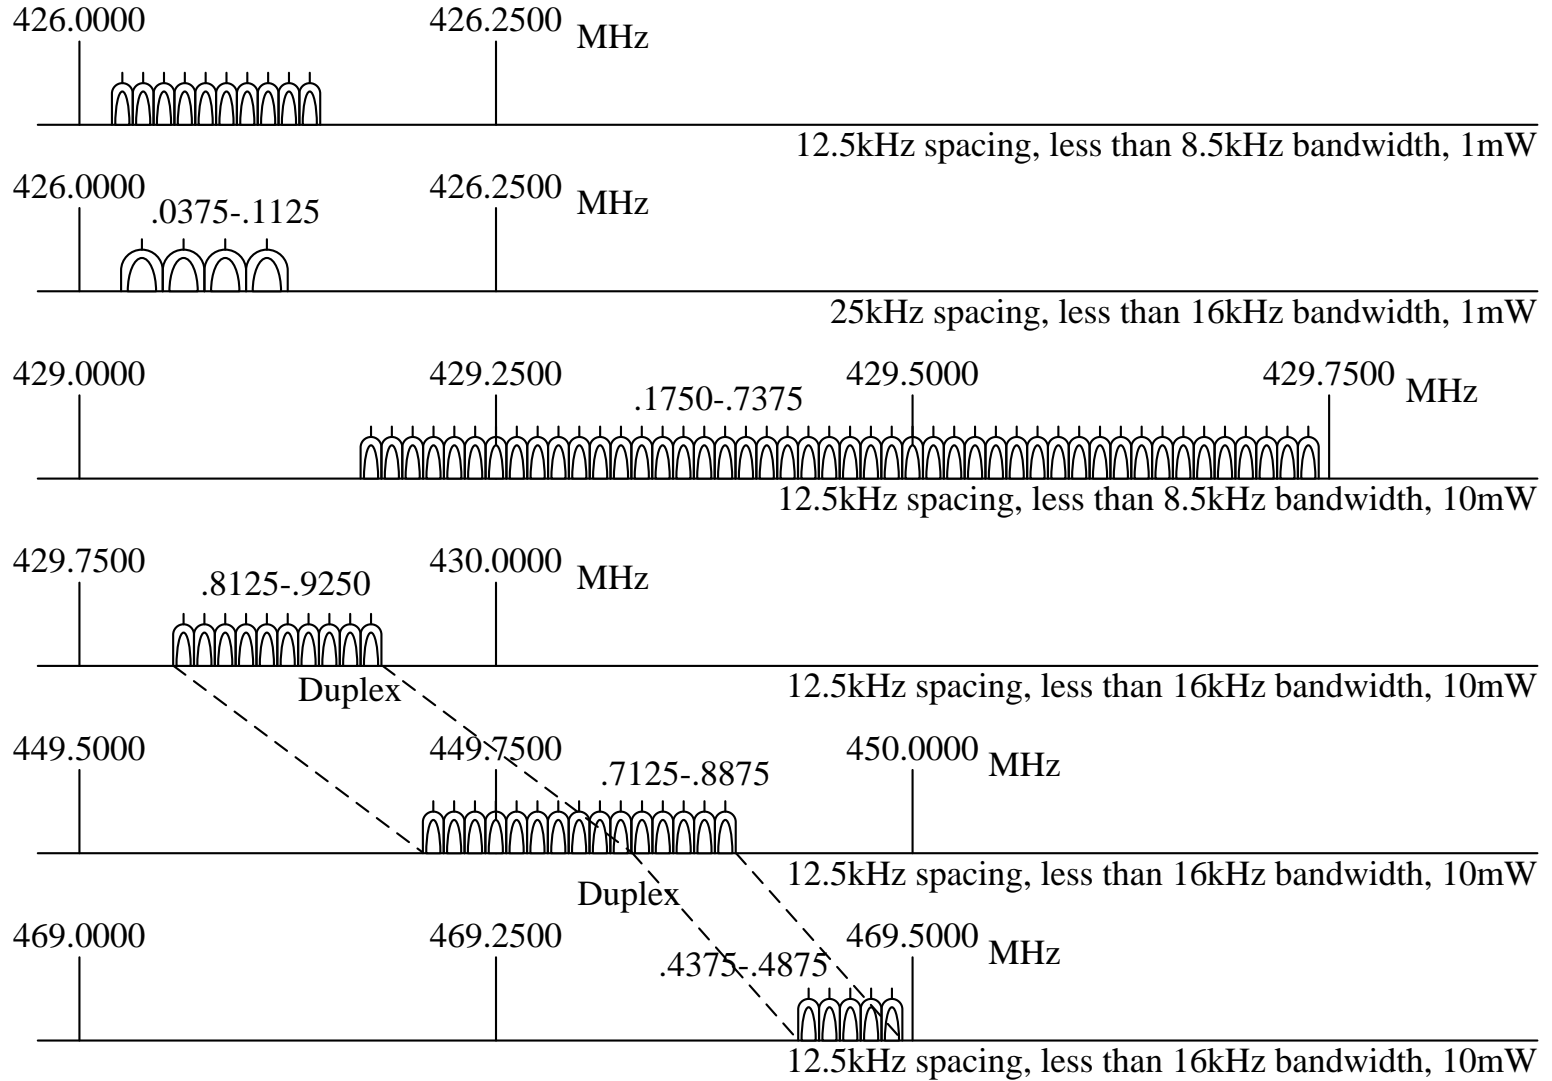 426.0000 426.2500 MHz
12.5kHz spacing, less than 8.5kHz bandwidth, 1mW
426.0000 426.2500 MHz
.0375-.1125
25kHz spacing, less than 16kHz bandwidth, 1mW
429.0000 429.2500 429.5000 429.7500 MHz
.1750-.7375
12.5kHz spacing, less than 8.5kHz bandwidth, 10mW
429.7500 430.0000 MHz
.8125-.9250
12.5kHz spacing, less than 16kHz bandwidth, 10mW
Duplex
449.5000 449.7500 450.0000 MHz
.7125-.8875
12.5kHz spacing, less than 16kHz bandwidth, 10mW
Duplex
469.0000 469.2500 469.5000 MHz
.4375-.4875
12.5kHz spacing, less than 16kHz bandwidth, 10mW